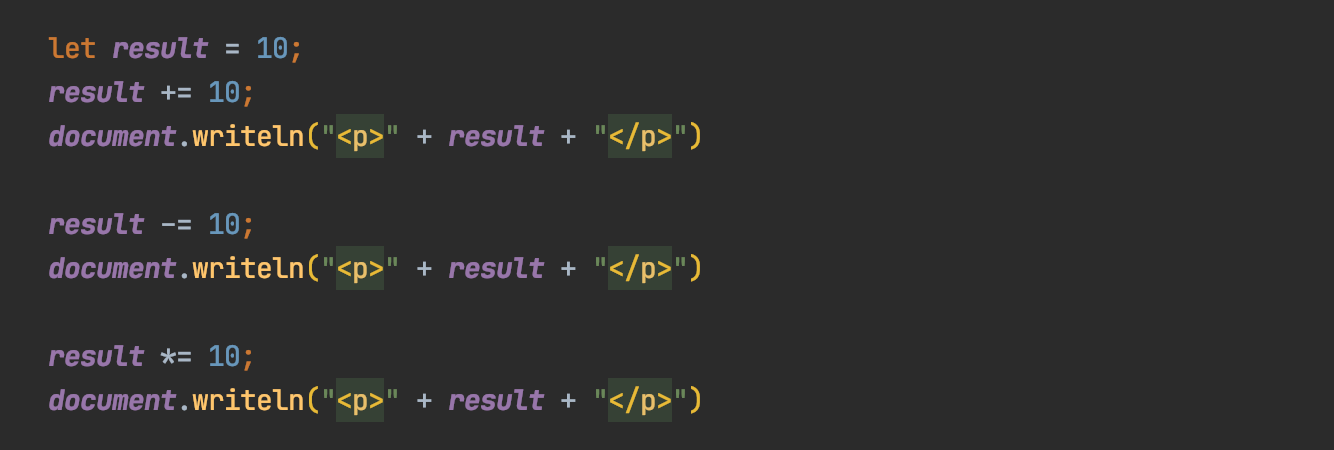 let result = 10;
result += 10;
document.writeln("<p>" + result + "</p>")
result -= 10;
document.writeln("<p>" + result + "</p>")
result *= 10;
document.writeln("<p>" + result + "</p>")